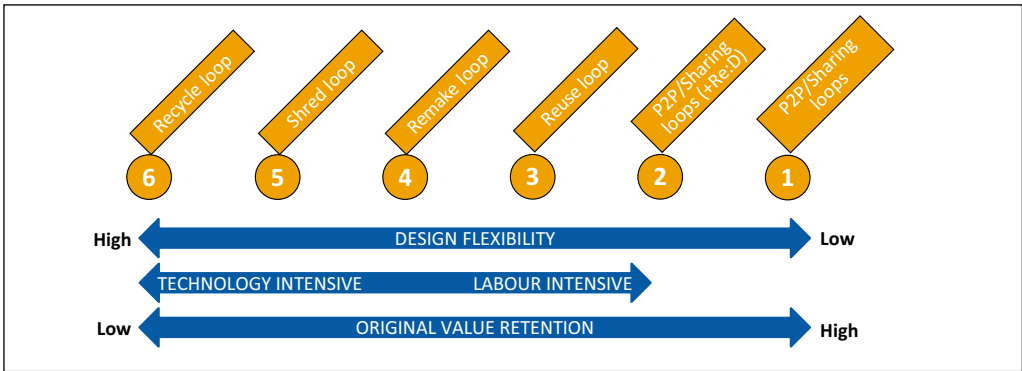 Recycle loop
Shred loop
Remake loop
Reuse loop
P2P/Sharing
loops (+Re:D)
P2P/Sharing
loops
6
5
4
3
2
1
High
DESIGN FLEXIBILITY
Low
TECHNOLOGY INTENSIVE
LABOUR INTENSIVE
Low
ORIGINAL VALUE RETENTION
High